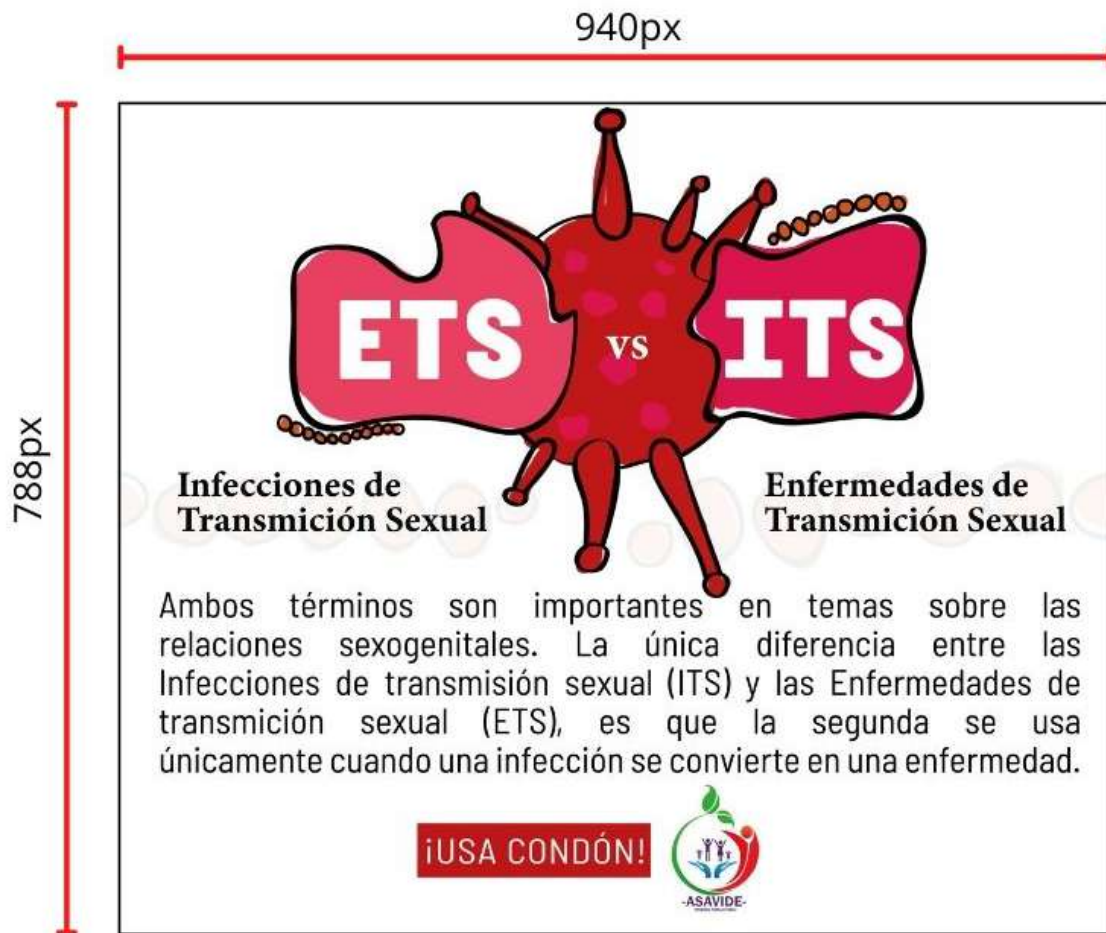 940px
788px
ETS
vs
ITS
Infecciones de
Transmición Sexual
Enfermedades de
Transmición Sexual
Ambos términos son importantes en temas sobre las
relaciones sexogenitales. La única diferencia entre las
Infecciones de transmisión sexual (ITS) y las Enfermedades de
transmición sexual (ETS), es que la segunda se usa
únicamente cuando una infección se convierte en una enfermedad.
¡USA CONDÓN!
-ASAVIDE-